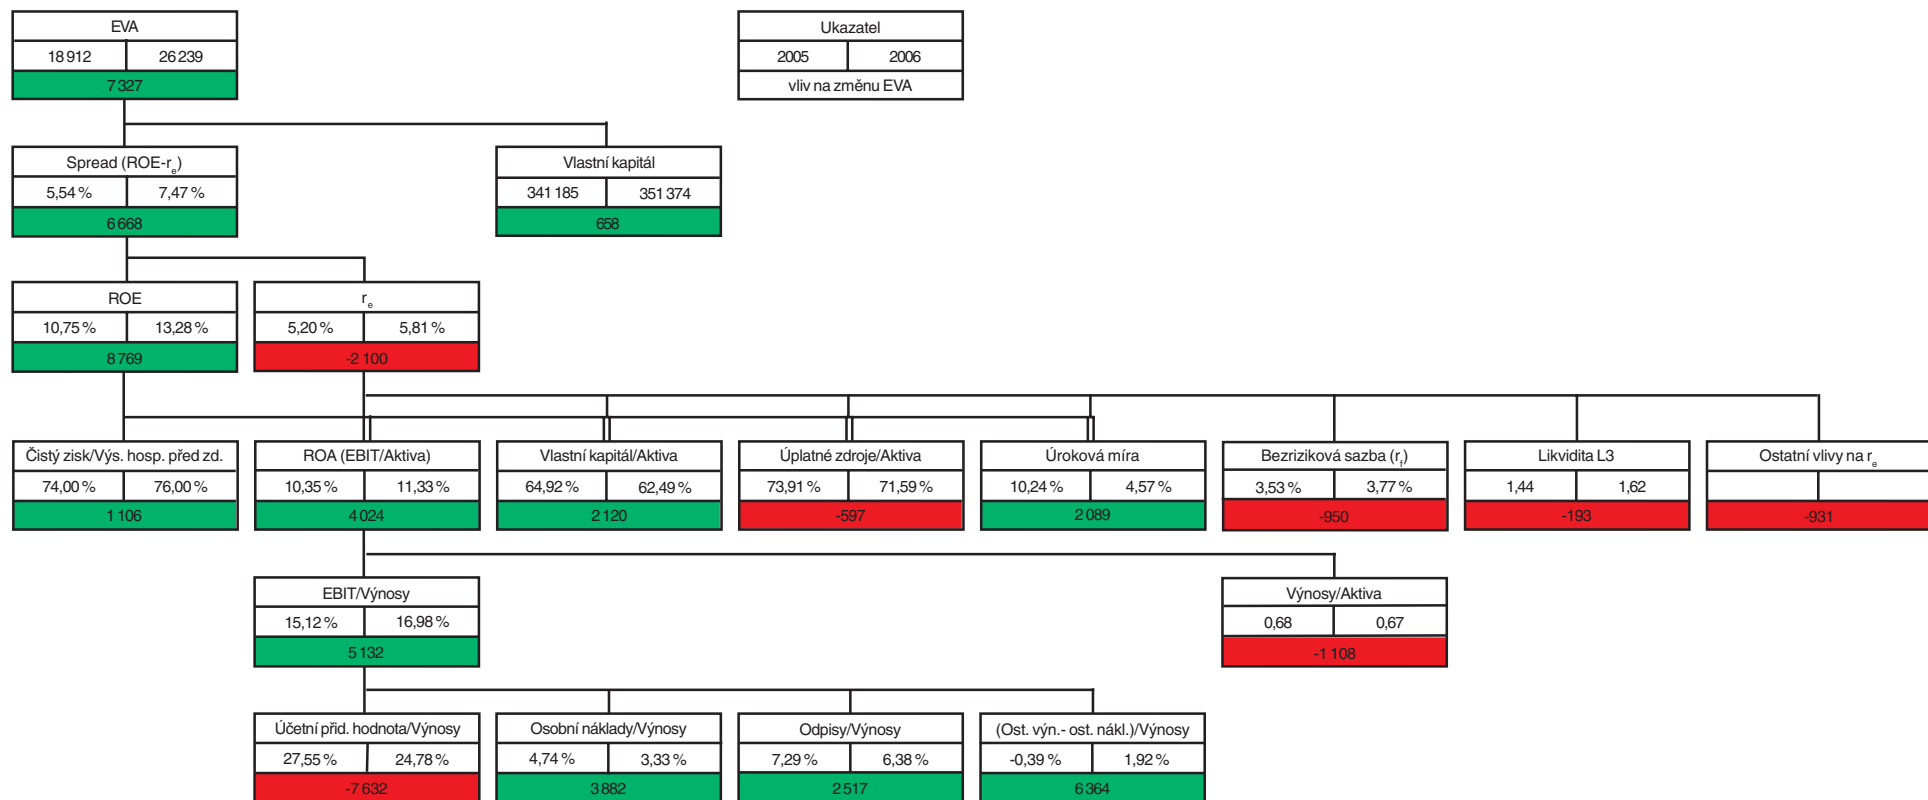 EVA
18 912 26 239
7 327
Ukazatel
2005 2006
vliv na změnu EVA
Spread (ROE-re)
5,54 % 7,47 %
6 668
Vlastní kapitál
341 185 351 374
658
ROE
10,75 % 13,28 %
8 769
re
5,20 % 5,81 %
-2 100
Čistý zisk/Výs. hosp. před zd.
74,00 % 76,00 %
1 106
ROA (EBIT/Aktiva)
10,35 % 11,33 %
4 024
Vlastní kapitál/Aktiva
64,92 % 62,49 %
2 120
Úplatné zdroje/Aktiva
73,91 % 71,59 %
-597
Úroková míra
10,24 % 4,57 %
2 089
Bezriziková sazba (rf)
3,53 % 3,77 %
-950
Likvidita L3
1,44 1,62
-193
Ostatní vlivy na re
-931
EBIT/Výnosy
15,12 % 16,98 %
5 132
Výnosy/Aktiva
0,68 0,67
-1 108
Účetní přid. hodnota/Výnosy
27,55 % 24,78 %
-7 632
Osobní náklady/Výnosy
4,74 % 3,33 %
3 882
Odpisy/Výnosy
7,29 % 6,38 %
2 517
(Ost. výn.- ost. nákl.)/Výnosy
-0,39 % 1,92 %
6 364